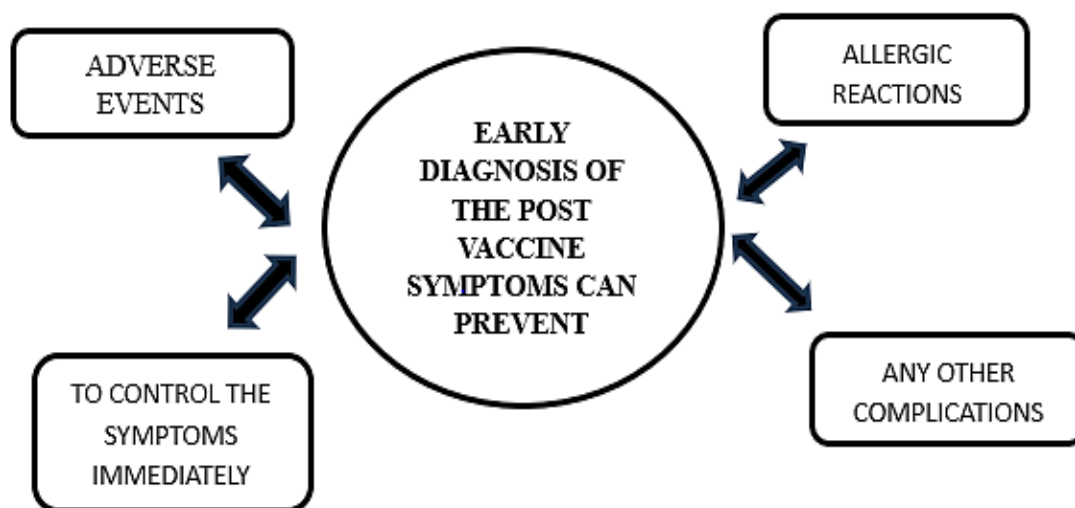 ADVERSE
EVENTS
ALLERGIC
REACTIONS
EARLY
DIAGNOSIS OF
THE POST
VACCINE
SYMPTOMS CAN
PREVENT
TO CONTROL THE
SYMPTOMS
IMMEDIATELY
ANY OTHER
COMPLICATIONS